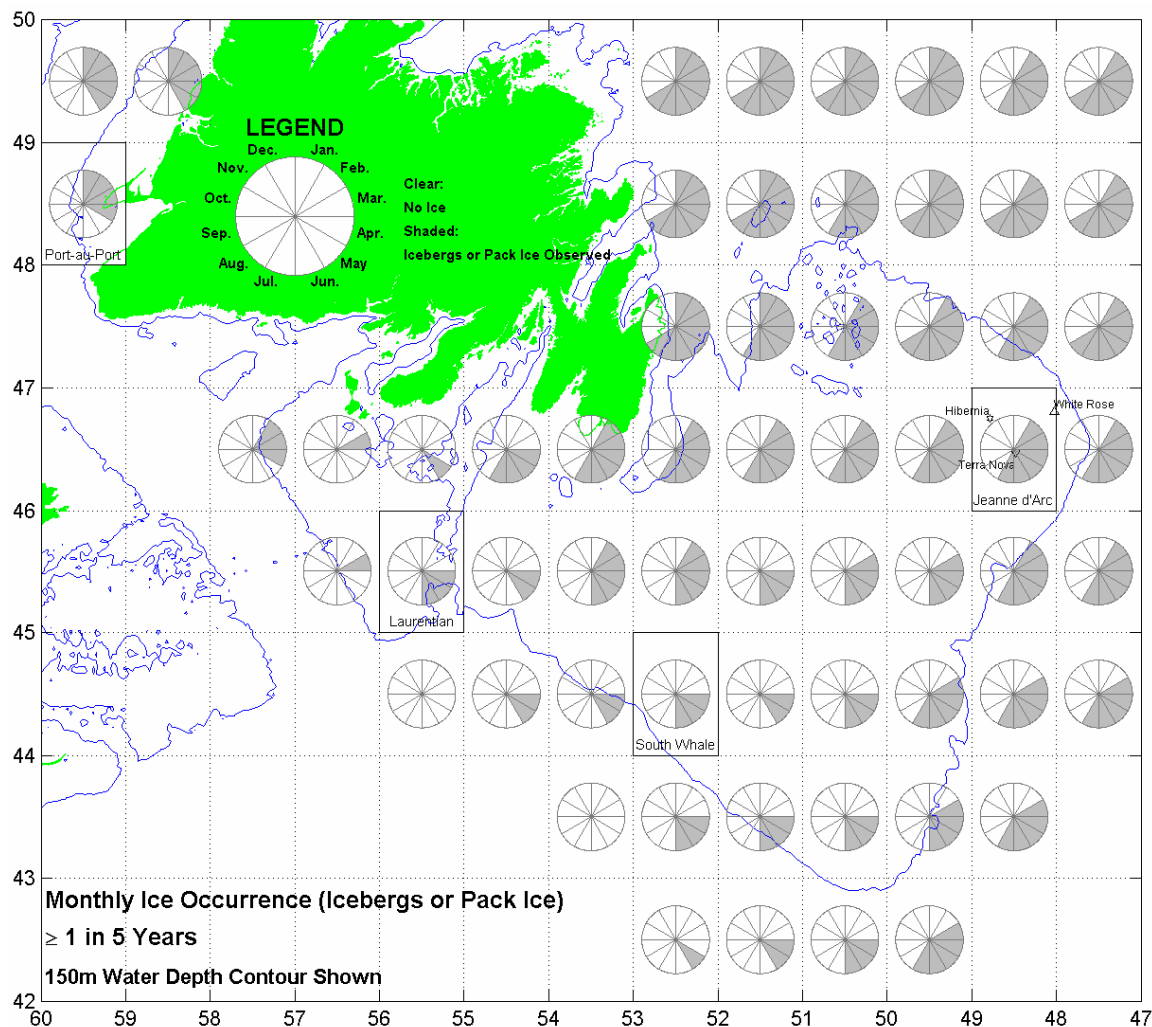 50
49
LEGEND
Dec. Jan.
Nov. Feb.
Clear:
Oct. Mar.
No Ice
Sep. Apr.
Shaded:
Port-au-Port
Icebergs or Pack Ice Observed
Aug. May
Jul. Jun.
48
47
White Rose
Hibernia
Terra Nova
Jeanne d'Arc
46
Laurentian
45
South Whale
44
43
Monthly Ice Occurrence (Icebergs or Pack Ice)
≥ 1 in 5 Years
150m Water Depth Contour Shown
42
60 59 58 57 56 55 54 53 52 51 50 49 48 47